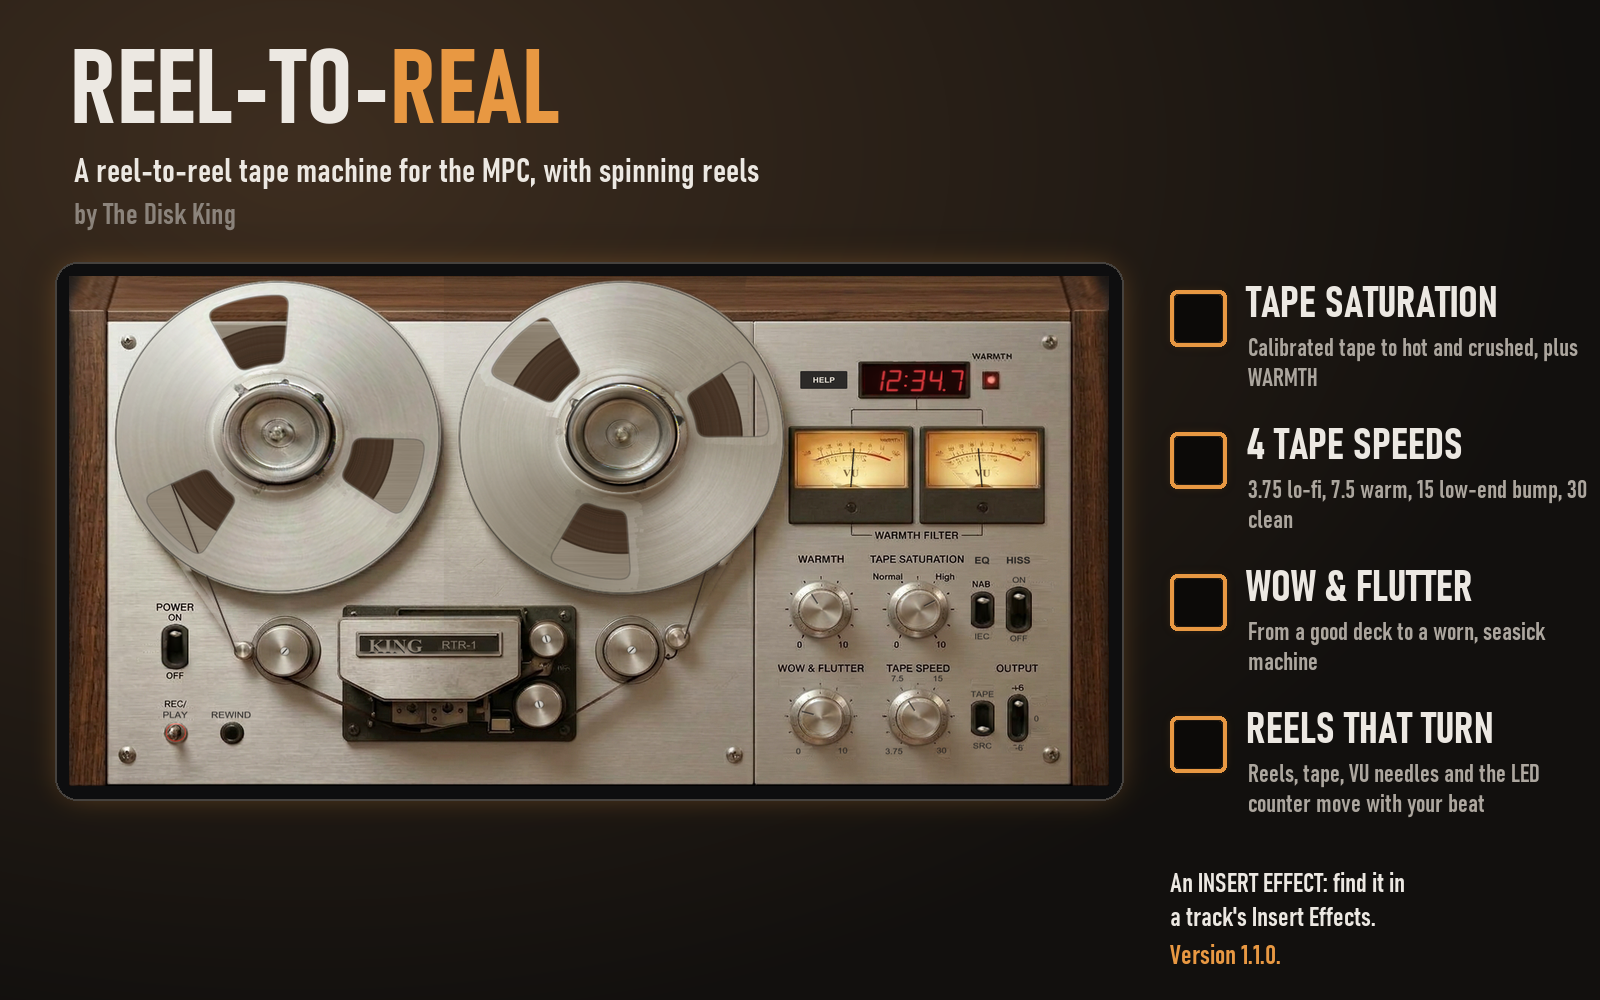 REEL-TO-REAL
A reel-to-reel tape machine for the MPC, with spinning reels
by The Disk King
WARMTH
HELP
12:34.7
VU
VU
WARMTH FILTER
WARMTH
TAPE SATURATION
EQ
HISS
Normal
High
NAB
ON
IEC
OFF
0
10
0
10
POWER
ON
OFF
KING RTR-1
WOW & FLUTTER
TAPE SPEED
OUTPUT
7.5
15
+6
TAPE
0
SRC
-6
0
10
3.75
30
REC/
PLAY
REWIND
TAPE SATURATION
Calibrated tape to hot and crushed, plus
WARMTH
4 TAPE SPEEDS
3.75 lo-fi, 7.5 warm, 15 low-end bump, 30
clean
WOW & FLUTTER
From a good deck to a worn, seasick
machine
REELS THAT TURN
Reels, tape, VU needles and the LED
counter move with your beat
An INSERT EFFECT: find it in
a track's Insert Effects.
Version 1.1.0.